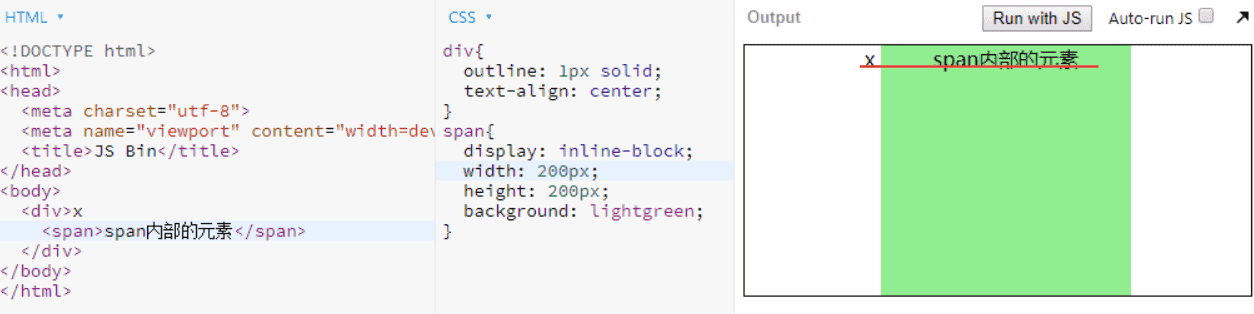 HTML
<!DOCTYPE html>
<html>
<head>
  <meta charset="utf-8">
  <meta name="viewport" content="width=dev
  <title>JS Bin</title>
</head>
<body>
  <div>x
    <span>span内部的元素</span>
  </div>
</body>
</html>
CSS
div{
  outline: 1px solid;
  text-align: center;
}
span{
  display: inline-block;
  width: 200px;
  height: 200px;
  background: lightgreen;
}
Output Run with JS Auto-run JS
x span内部的元素